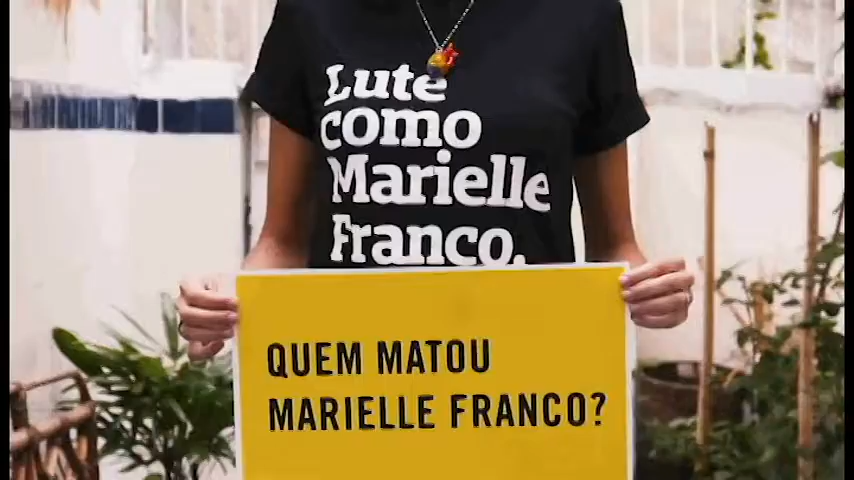 Lute
como
Marielle
Franco.
QUEM MATOU
MARIELLE FRANCO?